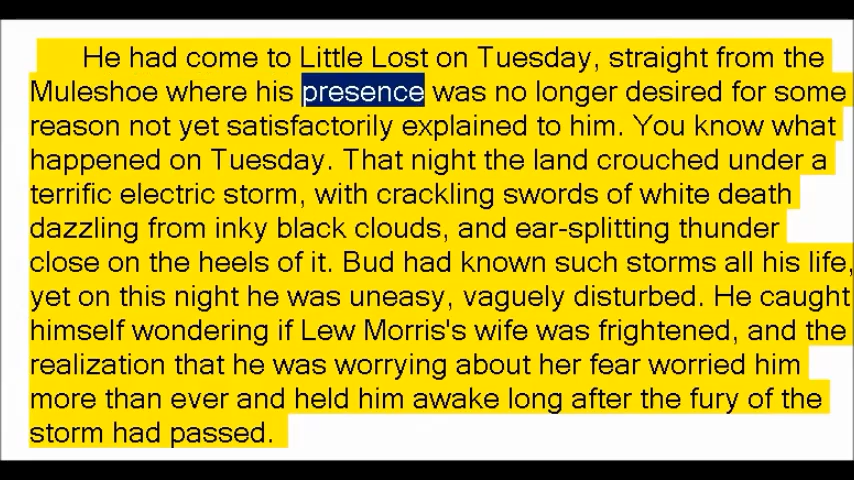 He had come to Little Lost on Tuesday, straight from the
Muleshoe where his presence was no longer desired for some
reason not yet satisfactorily explained to him. You know what
happened on Tuesday. That night the land crouched under a
terrific electric storm, with crackling swords of white death
dazzling from inky black clouds, and ear-splitting thunder
close on the heels of it. Bud had known such storms all his life,
yet on this night he was uneasy, vaguely disturbed. He caught
himself wondering if Lew Morris's wife was frightened, and the
realization that he was worrying about her fear worried him
more than ever and held him awake long after the fury of the
storm had passed.